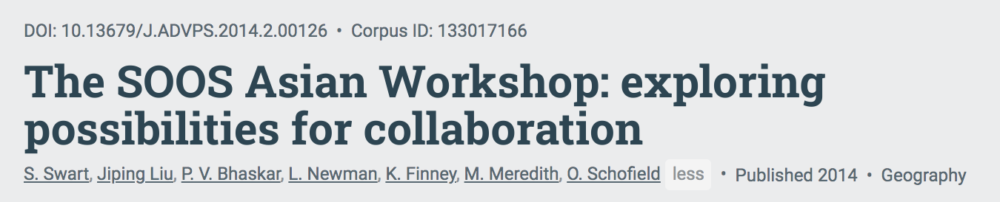 DOI: 10.13679/J.ADVPS.2014.2.00126 • Corpus ID: 133017166
The SOOS Asian Workshop: exploring
possibilities for collaboration
S. Swart, Jiping Liu, P. V. Bhaskar, L. Newman, K. Finney, M. Meredith, O. Schofield less • Published 2014 • Geography